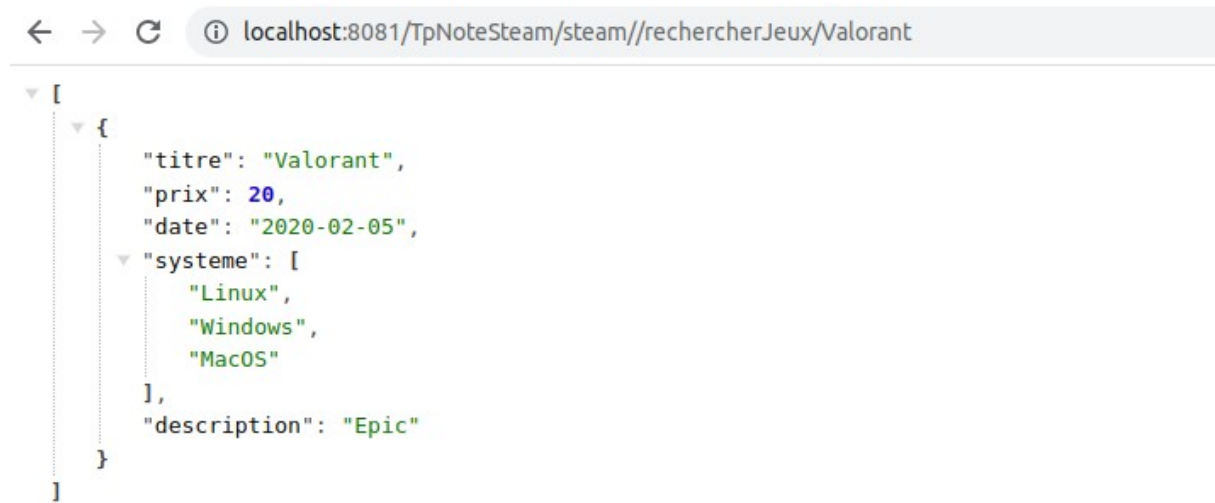 localhost:8081/TpNoteSteam/steam//rechercherJeux/Valorant
[
{
"titre": "Valorant",
"prix": 20,
"date": "2020-02-05",
"systeme": [
"Linux",
"Windows",
"MacOS"
],
"description": "Epic"
}
]